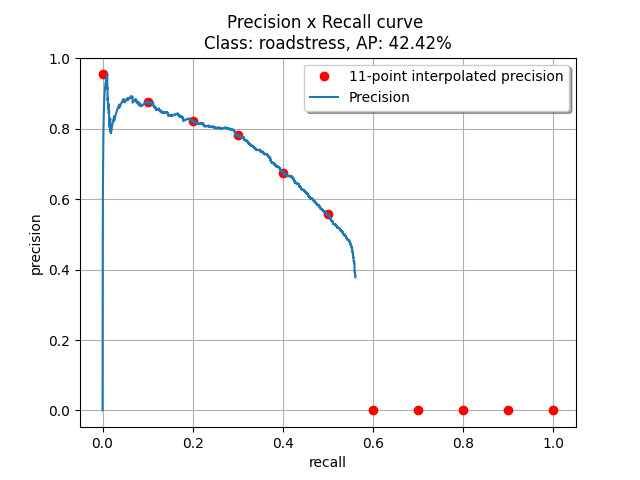 Precision x Recall curve
Class: roadstress, AP: 42.42%
11-point interpolated precision
Precision
1.0
0.8
0.6
0.4
0.2
0.0
precision
0.0 0.2 0.4 0.6 0.8 1.0
recall